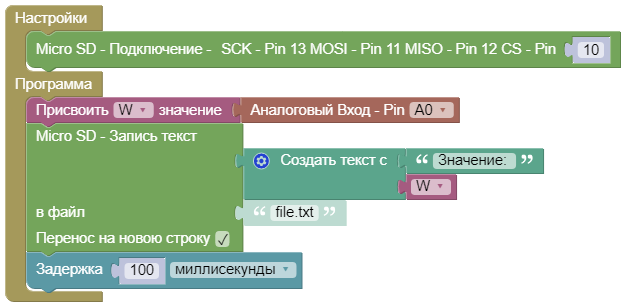 Настройки
Micro SD - Подключение - SCK - Pin 13 MOSI - Pin 11 MISO - Pin 12 CS - Pin 10
Программа
Присвоить W значение Аналоговый Вход - Pin A0
Micro SD - Запись текст
Создать текст с “ Значение: ”
W
в файл “ file.txt ”
Перенос на новою строку ✓
Задержка 100 миллисекунды